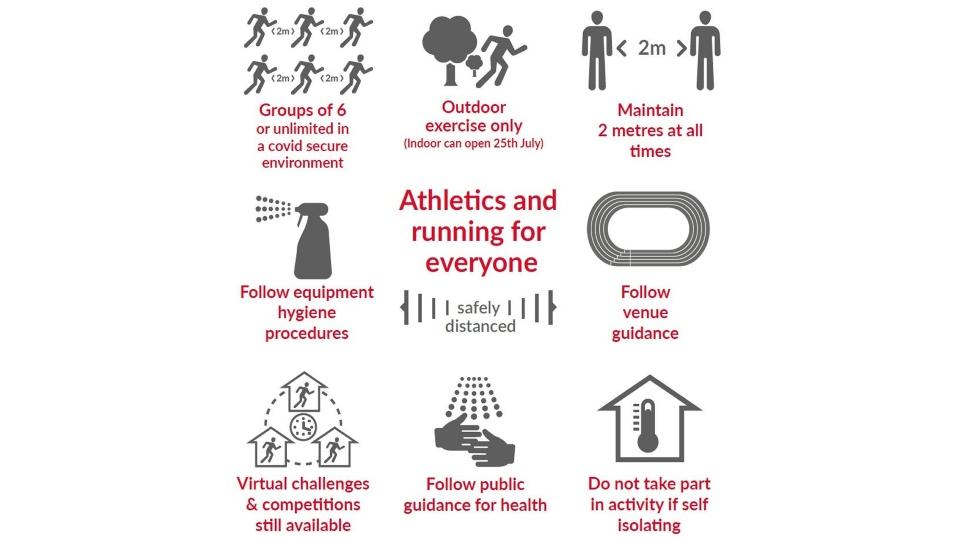 2m 2m
2m 2m
Groups of 6
or unlimited in
a covid secure
environment
Outdoor
exercise only
(Indoor can open 25th July)
2m
Maintain
2 metres at all
times
Follow equipment
hygiene
procedures
Athletics and
running for
everyone
safely
distanced
Follow
venue
guidance
Virtual challenges
& competitions
still available
Follow public
guidance for health
Do not take part
in activity if self
isolating